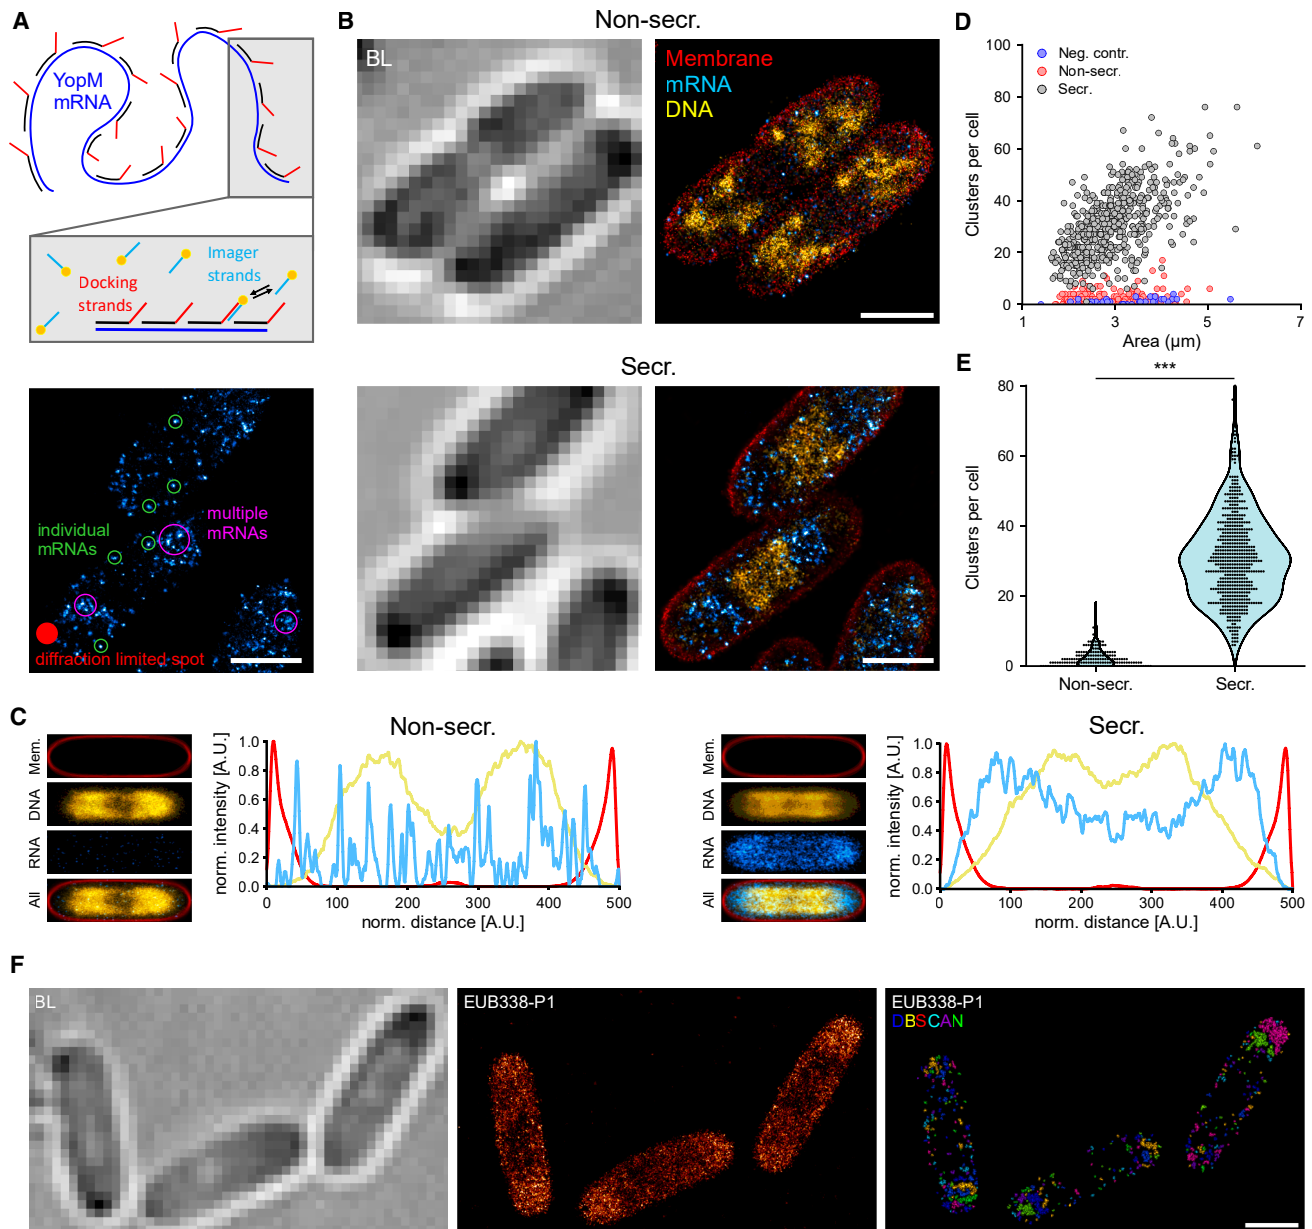 A
YopM
mRNA
Docking
strands
Imager
strands
individual
mRNAs
multiple
mRNAs
diffraction limited spot
B
Non-secr.
BL
Membrane
mRNA
DNA
Secr.
C
Non-secr.
Mem.
DNA
RNA
All
norm. intensity [A.U.]
1.0
0.8
0.6
0.4
0.2
0.0
0
100
200
300
400
500
norm. distance [A.U.]
Secr.
Mem.
DNA
RNA
All
norm. intensity [A.U.]
1.0
0.8
0.6
0.4
0.2
0.0
0
100
200
300
400
500
norm. distance [A.U.]
D
Clusters per cell
100
80
60
40
20
0
Neg. contr.
Non-secr.
Secr.
1
3
5
7
Area (µm)
E
Clusters per cell
80
60
40
20
0
***
Non-secr.
Secr.
F
BL
EUB338-P1
EUB338-P1
DBSCAN